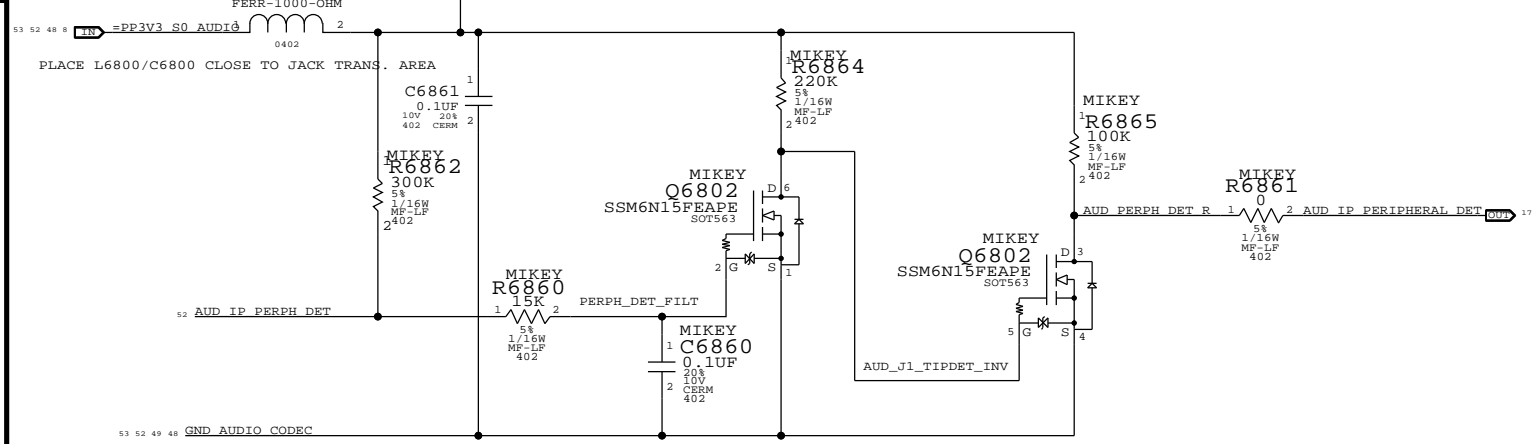 FERR-1000-OHM
53 52 48 8 IN =PP3V3_S0_AUDIO 1 2
0402
PLACE L6800/C6800 CLOSE TO JACK TRANS. AREA
1
C6861
0.1UF
10V 20%
402 CERM
2
MIKEY
1
R6864
220K
5%
1/16W
MF-LF
402
2
MIKEY
1
R6865
100K
5%
1/16W
MF-LF
402
2
MIKEY
1
R6862
300K
5%
1/16W
MF-LF
402
2
MIKEY
Q6802
SSM6N15FEAPE
SOT563
D 6
2 G S 1
MIKEY
R6861
0
AUD_PERPH_DET_R 1 2 AUD_IP_PERIPHERAL_DET OUT 17
5%
1/16W
MF-LF
402
MIKEY
Q6802
SSM6N15FEAPE
SOT563
D 3
5 G S 4
MIKEY
R6860
15K
52 AUD_IP_PERPH_DET 1 2 PERPH_DET_FILT
5%
1/16W
MF-LF
402
MIKEY
1
C6860
0.1UF
20%
10V
CERM
402
2
AUD_J1_TIPDET_INV
53 52 49 48 GND_AUDIO_CODEC